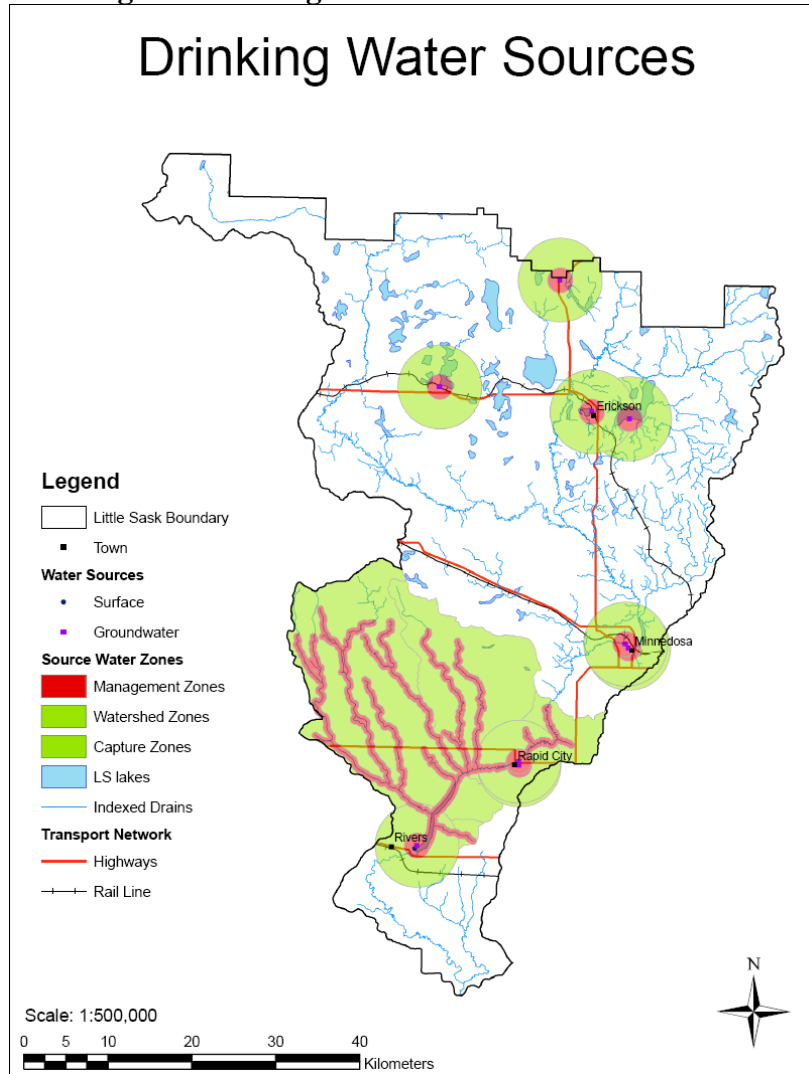 Drinking Water Sources
Erickson
Minnedosa
Rapid City
Rivers
Legend
Little Sask Boundary
Town
Water Sources
Surface
Groundwater
Source Water Zones
Management Zones
Watershed Zones
Capture Zones
LS lakes
Indexed Drains
Transport Network
Highways
Rail Line
N
Scale: 1:500,000
0 5 10 20 30 40
Kilometers